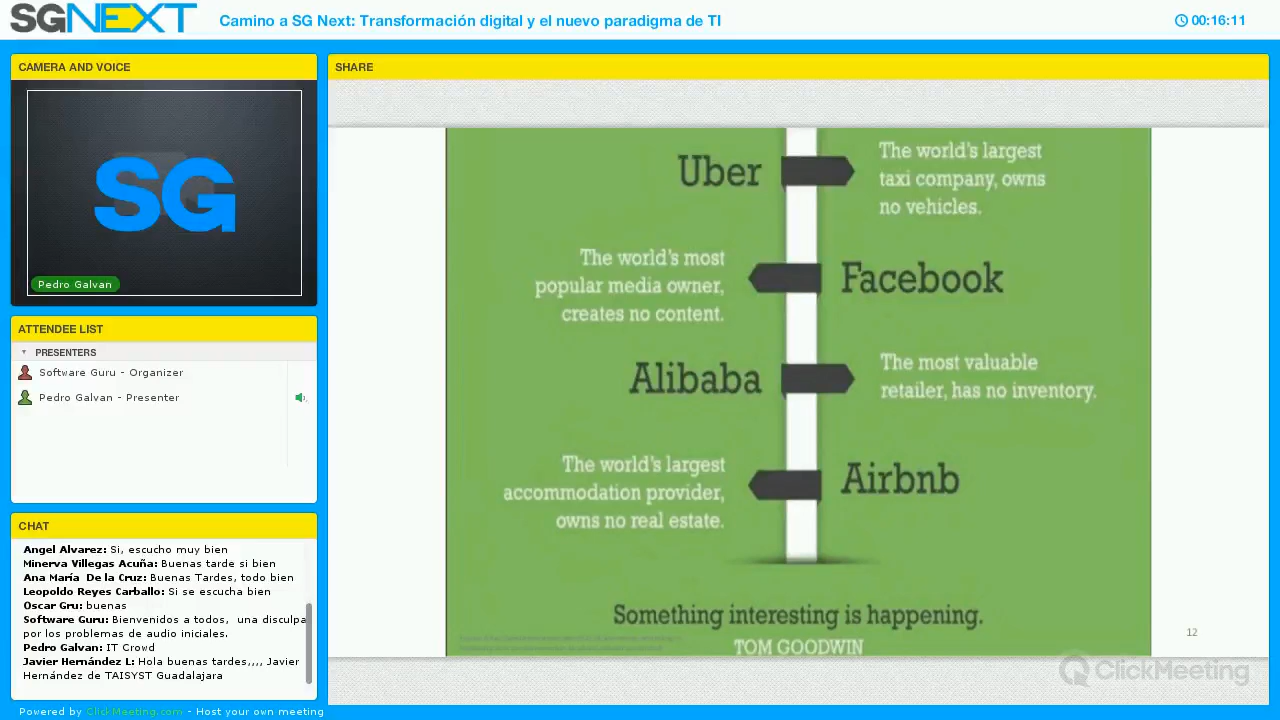 SGNEXT
Camino a SG Next: Transformación digital y el nuevo paradigma de TI
00:16:11
CAMERA AND VOICE
SG
Pedro Galvan
ATTENDEE LIST
PRESENTERS
Software Guru - Organizer
Pedro Galvan - Presenter
CHAT
Angel Alvarez: Si, escucho muy bien
Minerva Villegas Acuña: Buenas tarde si bien
Ana María De la Cruz: Buenas Tardes, todo bien
Leopoldo Reyes Carballo: Si se escucha bien
Oscar Gru: buenas
Software Guru: Bienvenidos a todos, una disculpa
por los problemas de audio iniciales.
Pedro Galvan: IT Crowd
Javier Hernández L: Hola buenas tardes,,,, Javier
Hernández de TAISYST Guadalajara
SHARE
Uber
The world's largest
taxi company, owns
no vehicles.
The world's most
popular media owner,
creates no content.
Facebook
Alibaba
The most valuable
retailer, has no inventory.
The world's largest
accommodation provider,
owns no real estate.
Airbnb
Something interesting is happening.
TOM GOODWIN
12
ClickMeeting
Powered by ClickMeeting.com - Host your own meeting